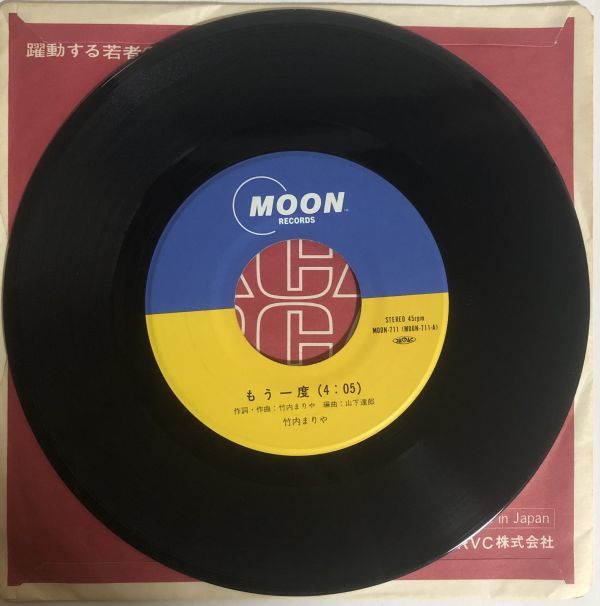 躍動する若者の
MOON
RECORDS
STEREO 45rpm
MOON-711 (MOON-711-A)
もう一度 (4:05)
作詞・作曲:竹内まりや 編曲:山下達郎
竹内まりや
in Japan
RVC株式会社